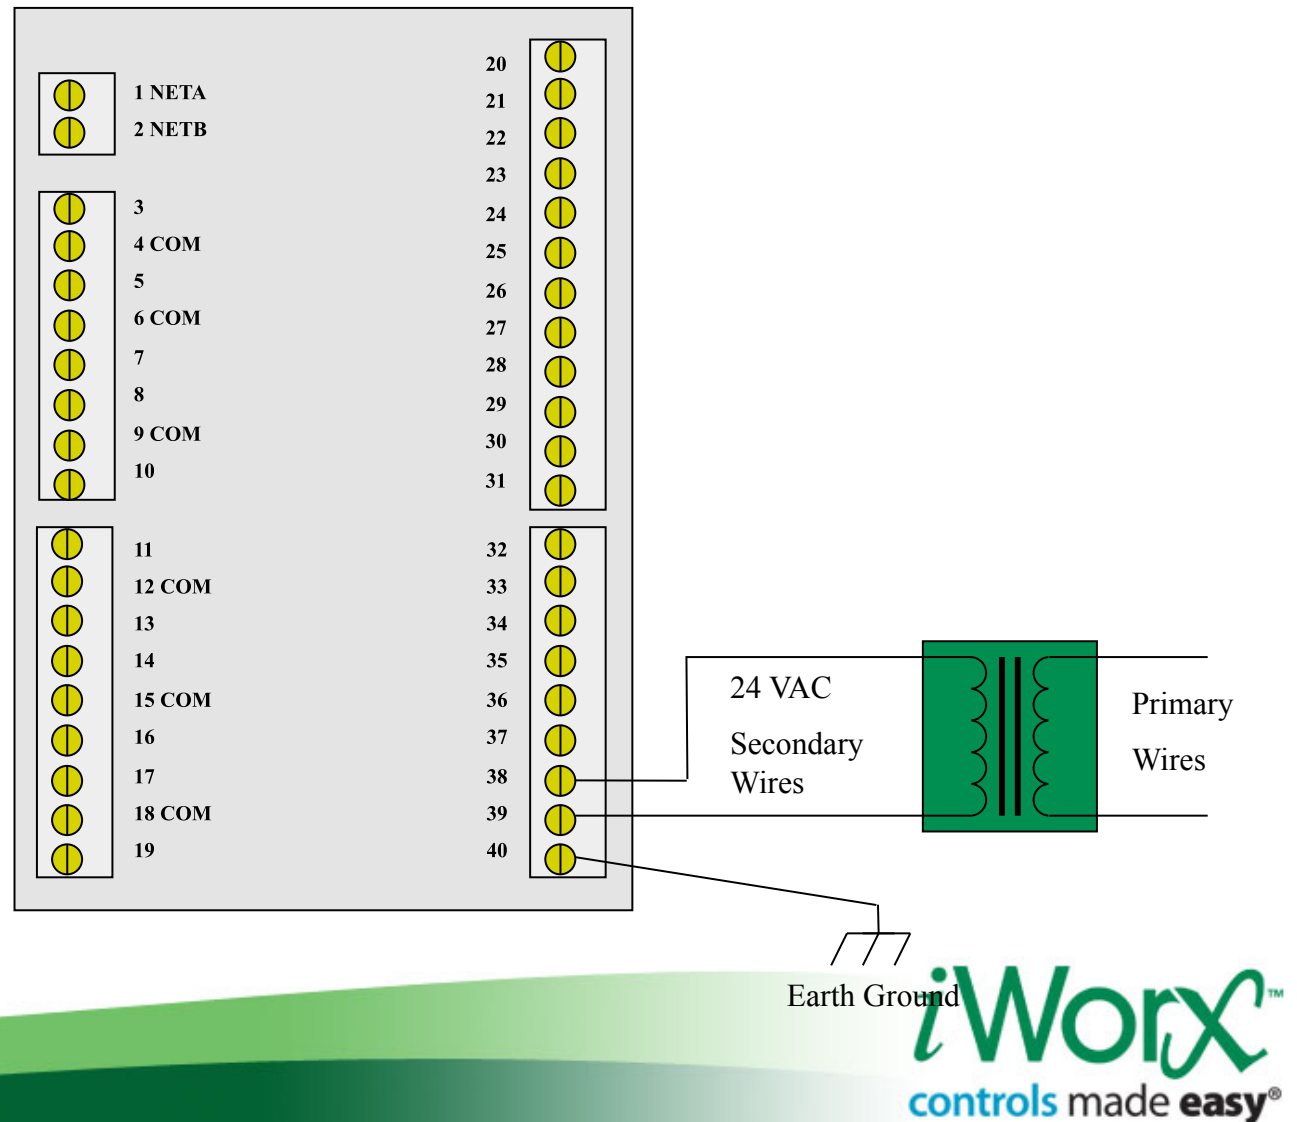 1 NETA
2 NETB
3
4 COM
5
6 COM
7
8
9 COM
10
11
12 COM
13
14
15 COM
16
17
18 COM
19
20
21
22
23
24
25
26
27
28
29
30
31
32
33
34
35
36
37
38
39
40
24 VAC
Secondary
Wires
Primary
Wires
Earth Ground
iWorx™
controls made easy®